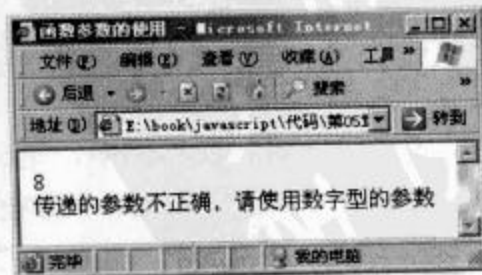 函数参数的使用 - Microsoft Internet
文件(F) 编辑(E) 查看(V) 收藏(A) 工具 »
后退 搜索 »
地址(D) E:\book\javascript\代码\第05 转到
8
传递的参数不正确，请使用数字型的参数
完毕 我的电脑